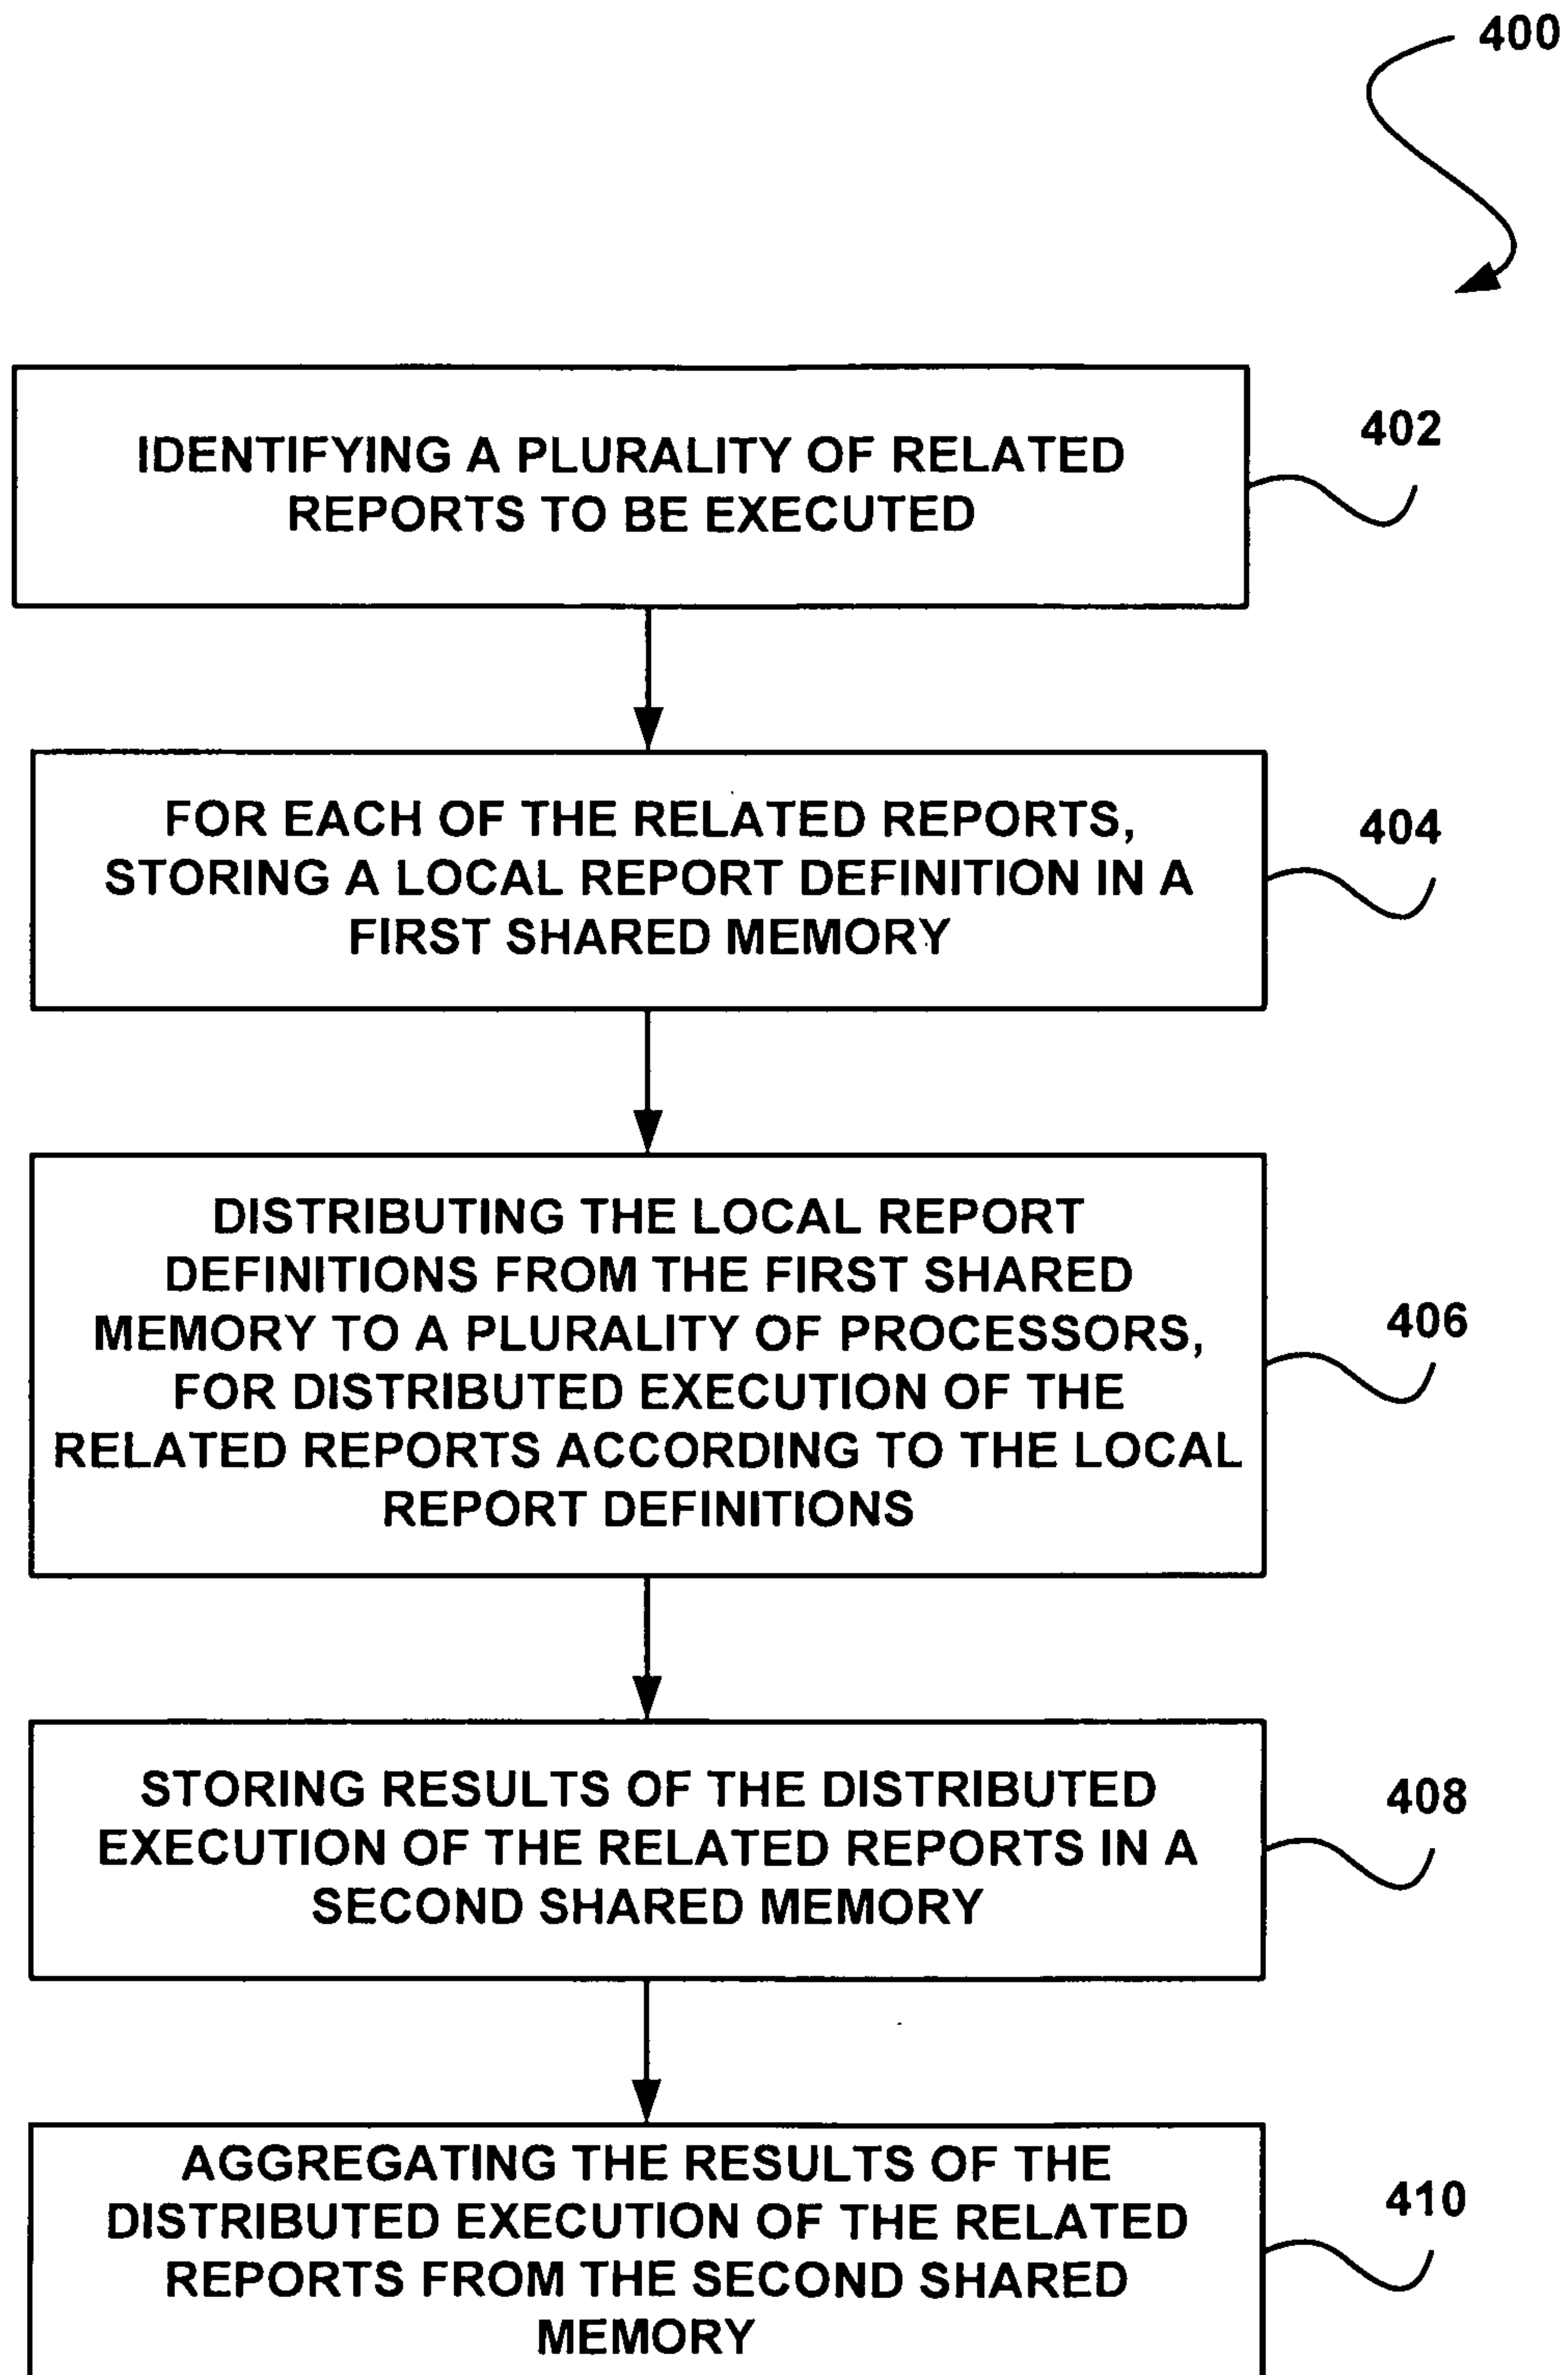 400
IDENTIFYING A PLURALITY OF RELATED
REPORTS TO BE EXECUTED
402
FOR EACH OF THE RELATED REPORTS,
STORING A LOCAL REPORT DEFINITION IN A
FIRST SHARED MEMORY
404
DISTRIBUTING THE LOCAL REPORT
DEFINITIONS FROM THE FIRST SHARED
MEMORY TO A PLURALITY OF PROCESSORS,
FOR DISTRIBUTED EXECUTION OF THE
RELATED REPORTS ACCORDING TO THE LOCAL
REPORT DEFINITIONS
406
STORING RESULTS OF THE DISTRIBUTED
EXECUTION OF THE RELATED REPORTS IN A
SECOND SHARED MEMORY
408
AGGREGATING THE RESULTS OF THE
DISTRIBUTED EXECUTION OF THE RELATED
REPORTS FROM THE SECOND SHARED
MEMORY
410